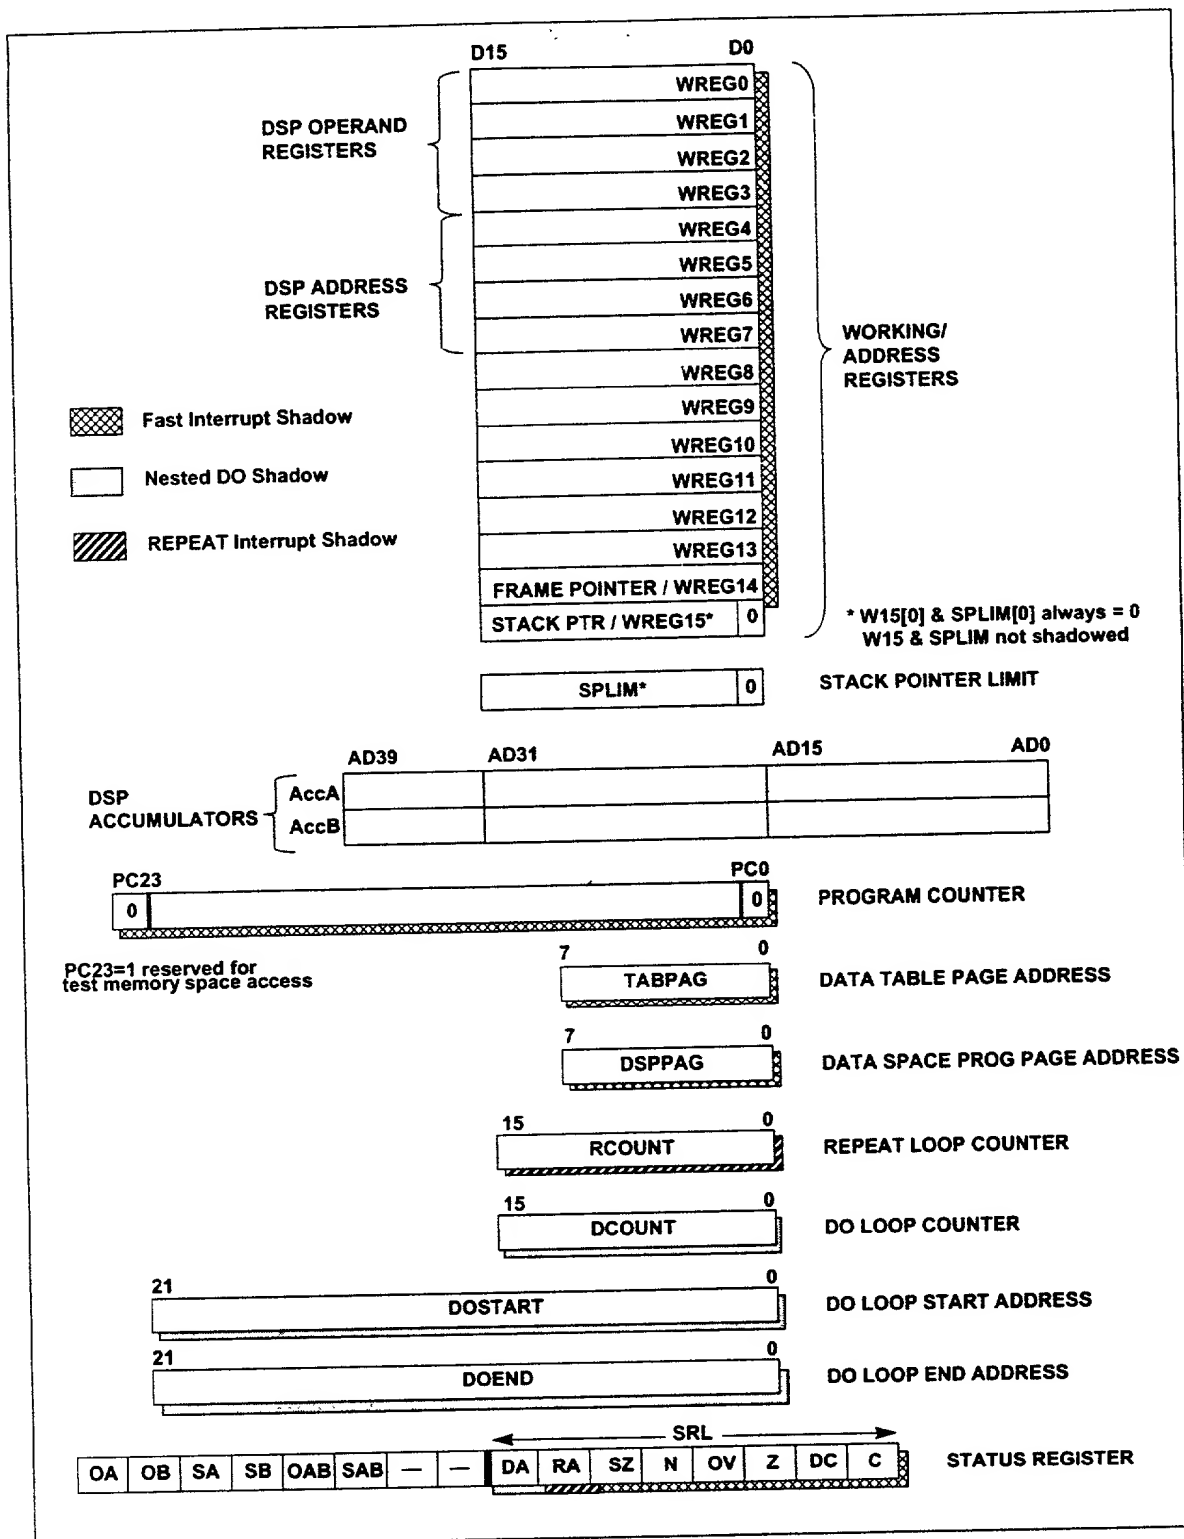 D15 D0
WREG0
DSP OPERAND
REGISTERS
WREG1
WREG2
WREG3
WREG4
WREG5
DSP ADDRESS
REGISTERS
WREG6
WREG7
WORKING/
ADDRESS
REGISTERS
WREG8
Fast Interrupt Shadow
WREG9
WREG10
Nested DO Shadow
WREG11
WREG12
REPEAT Interrupt Shadow
WREG13
FRAME POINTER / WREG14
STACK PTR / WREG15* 0
* W15[0] & SPLIM[0] always = 0
W15 & SPLIM not shadowed
SPLIM* 0 STACK POINTER LIMIT
AD39 AD31 AD15 AD0
DSP
ACCUMULATORS
AccA
AccB
PC23 PC0
0 0 PROGRAM COUNTER
PC23=1 reserved for
test memory space access
7 0
TABPAG DATA TABLE PAGE ADDRESS
7 0
DSPPAG DATA SPACE PROG PAGE ADDRESS
15 0
RCOUNT REPEAT LOOP COUNTER
15 0
DCOUNT DO LOOP COUNTER
21 0
DOSTART DO LOOP START ADDRESS
21 0
DOEND DO LOOP END ADDRESS
SRL
OA OB SA SB OAB SAB — — DA RA SZ N OV Z DC C STATUS REGISTER